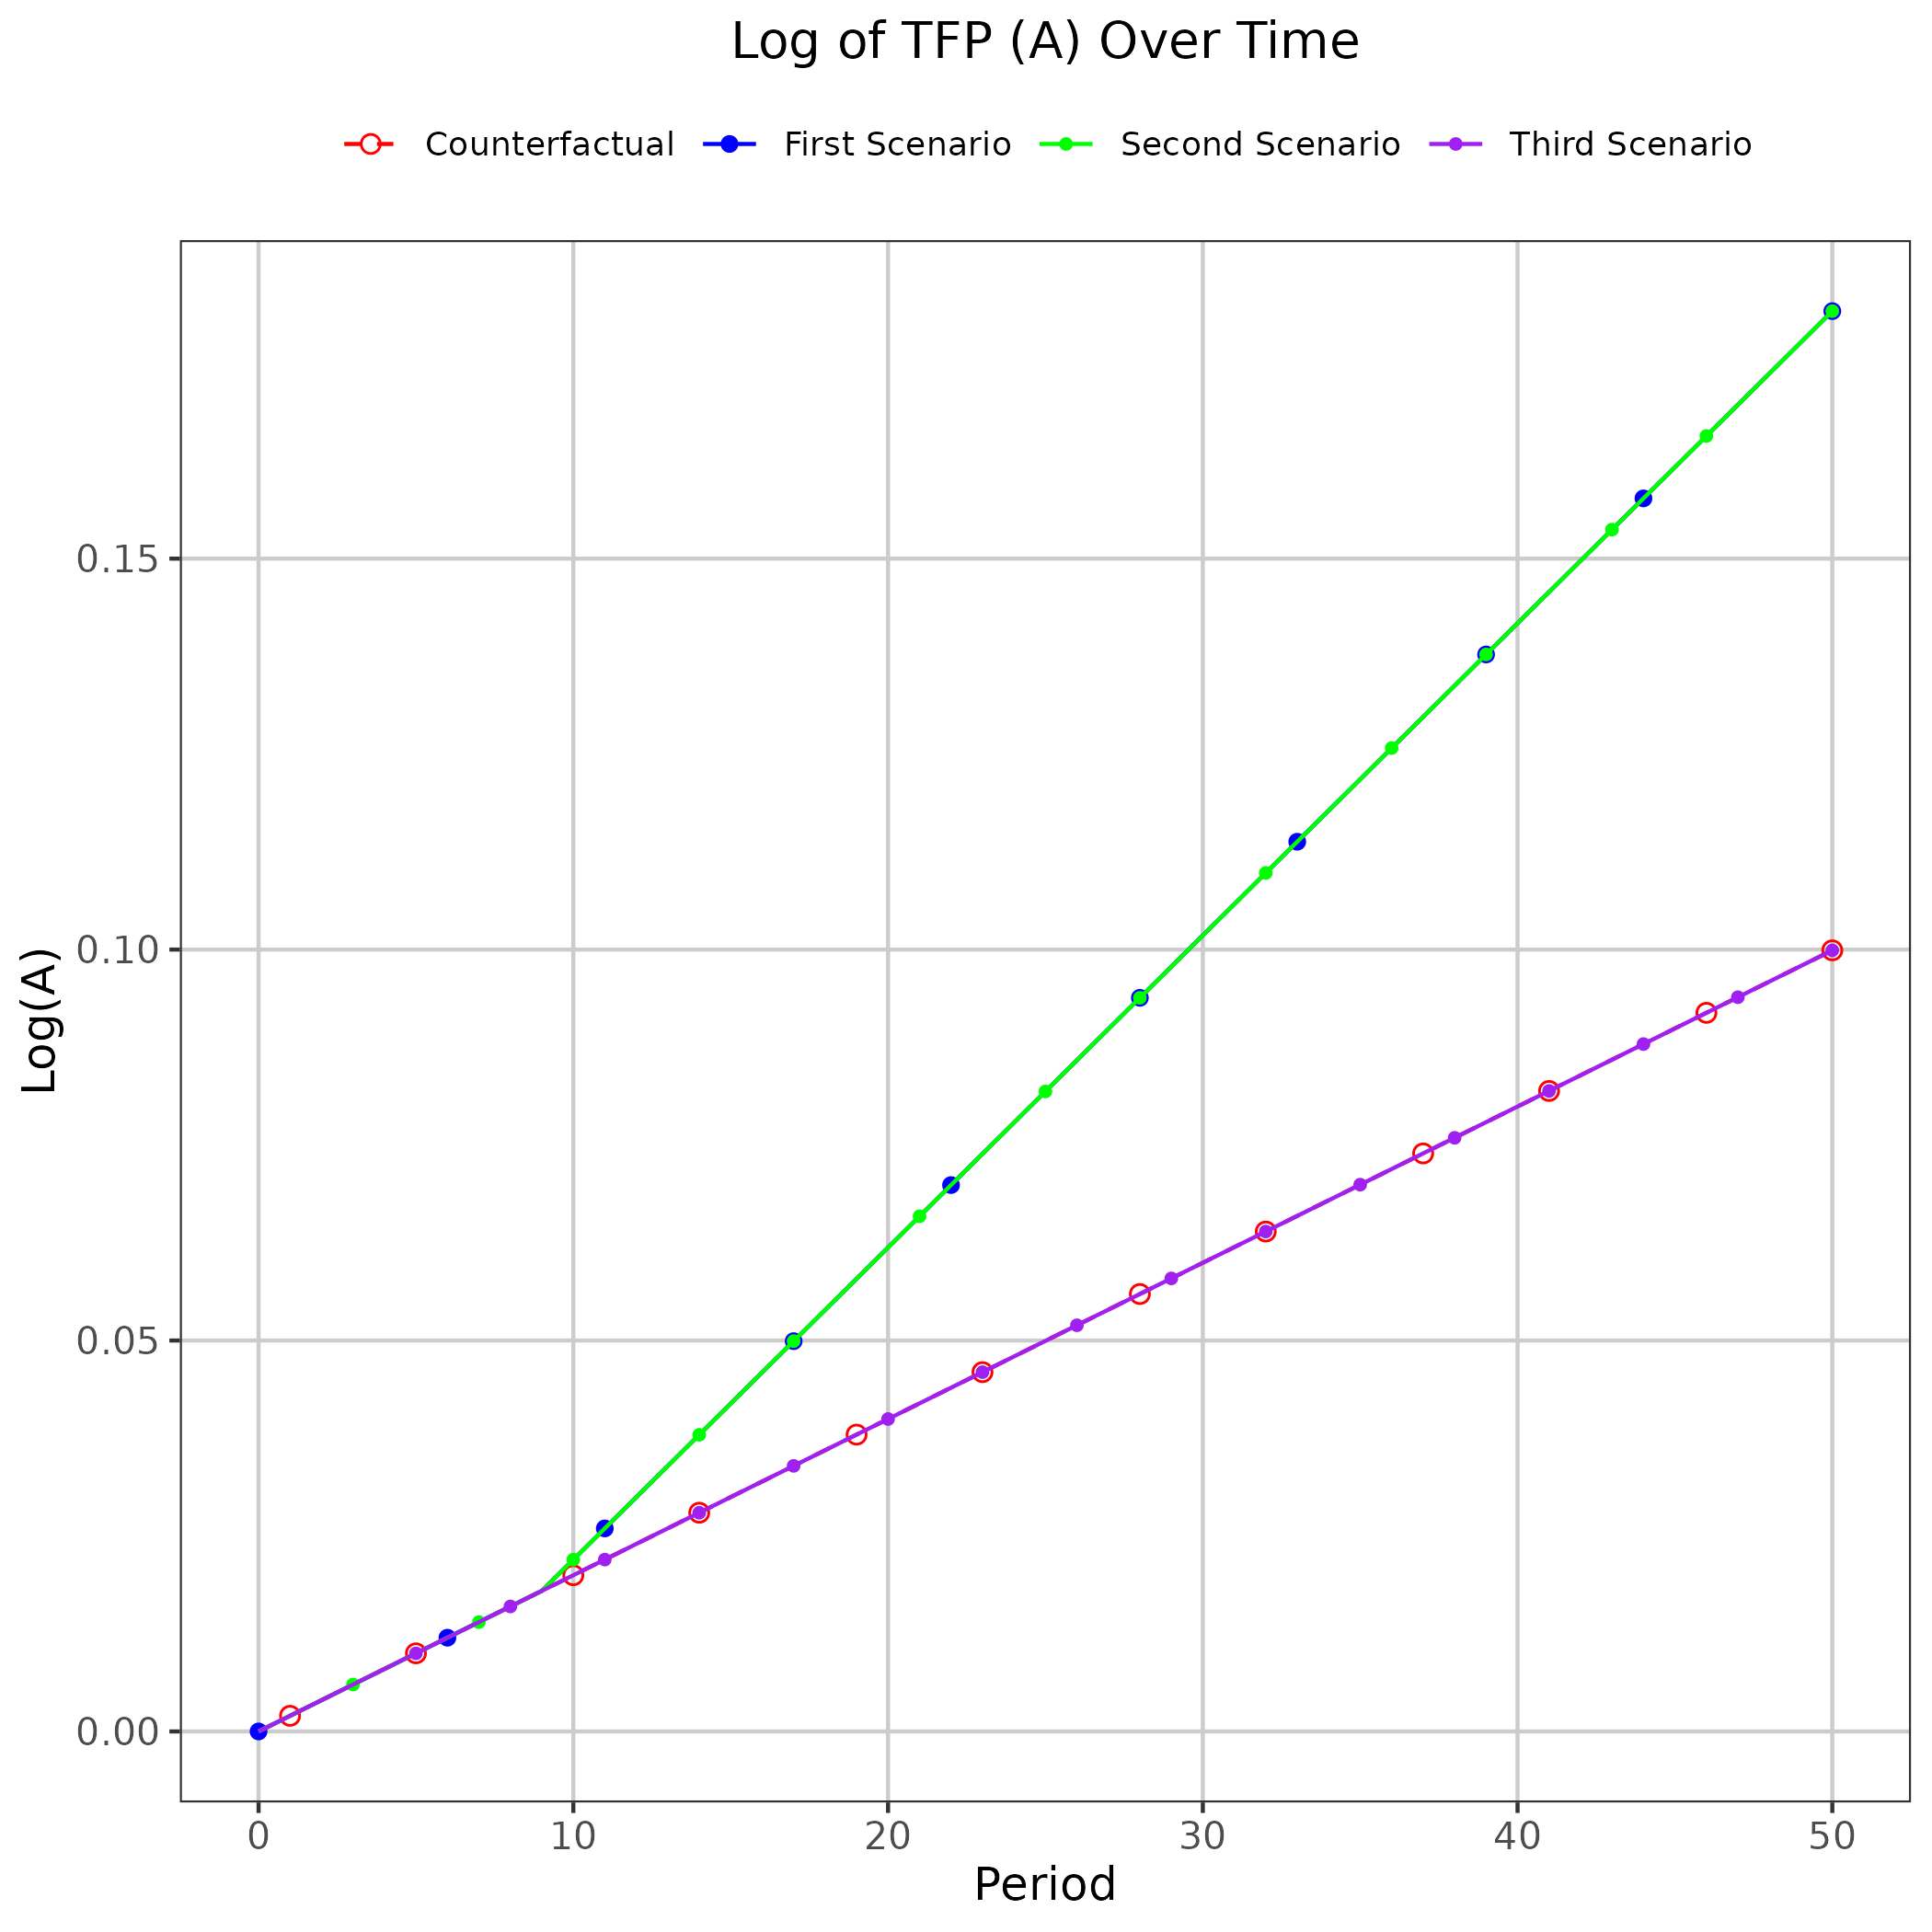 Log of TFP (A) Over Time
Counterfactual First Scenario Second Scenario Third Scenario
0.15
0.10
0.05
0.00
Log(A)
0 10 20 30 40 50
Period